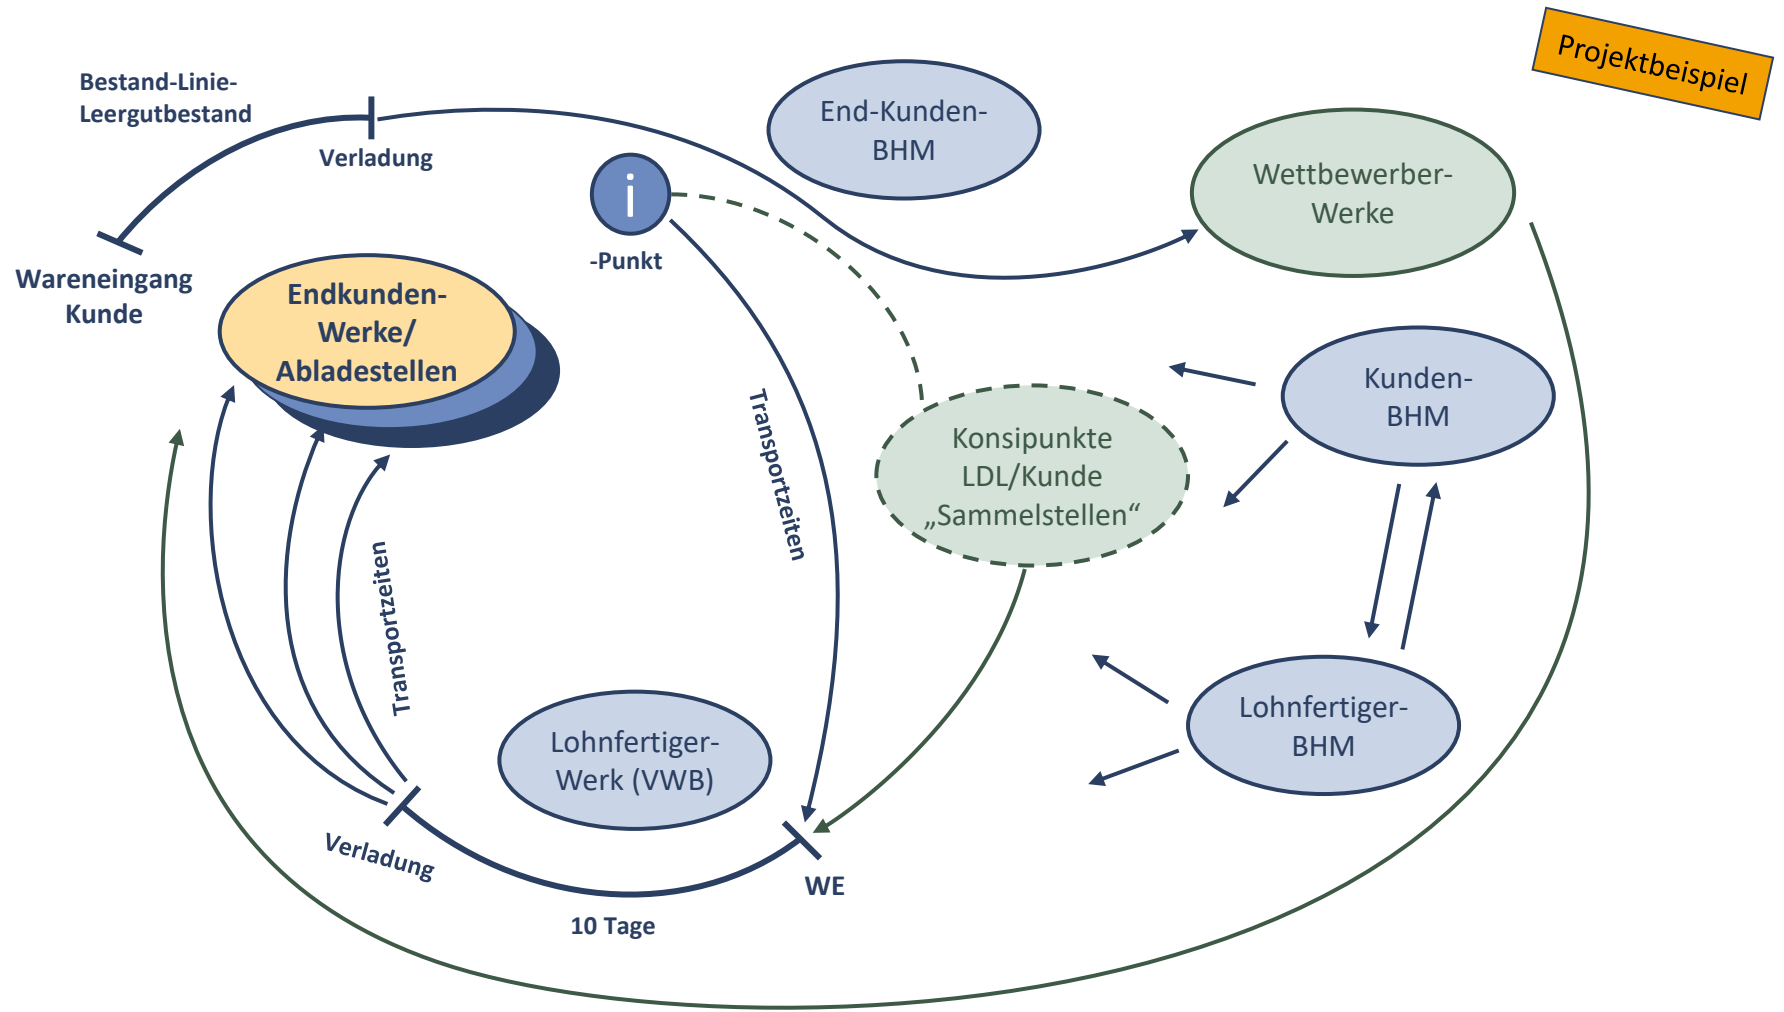 Projektbeispiel
Bestand-Linie-
Leergutbestand
Verladung
End-Kunden-
BHM
Wettbewerber-
Werke
i
-Punkt
Wareneingang
Kunde
Endkunden-
Werke/
Abladestellen
Transportzeiten
Kunden-
BHM
Konsipunkte
LDL/Kunde
„Sammelstellen“
Transportzeiten
Lohnfertiger-
Werk (VWB)
Lohnfertiger-
BHM
Verladung
WE
10 Tage